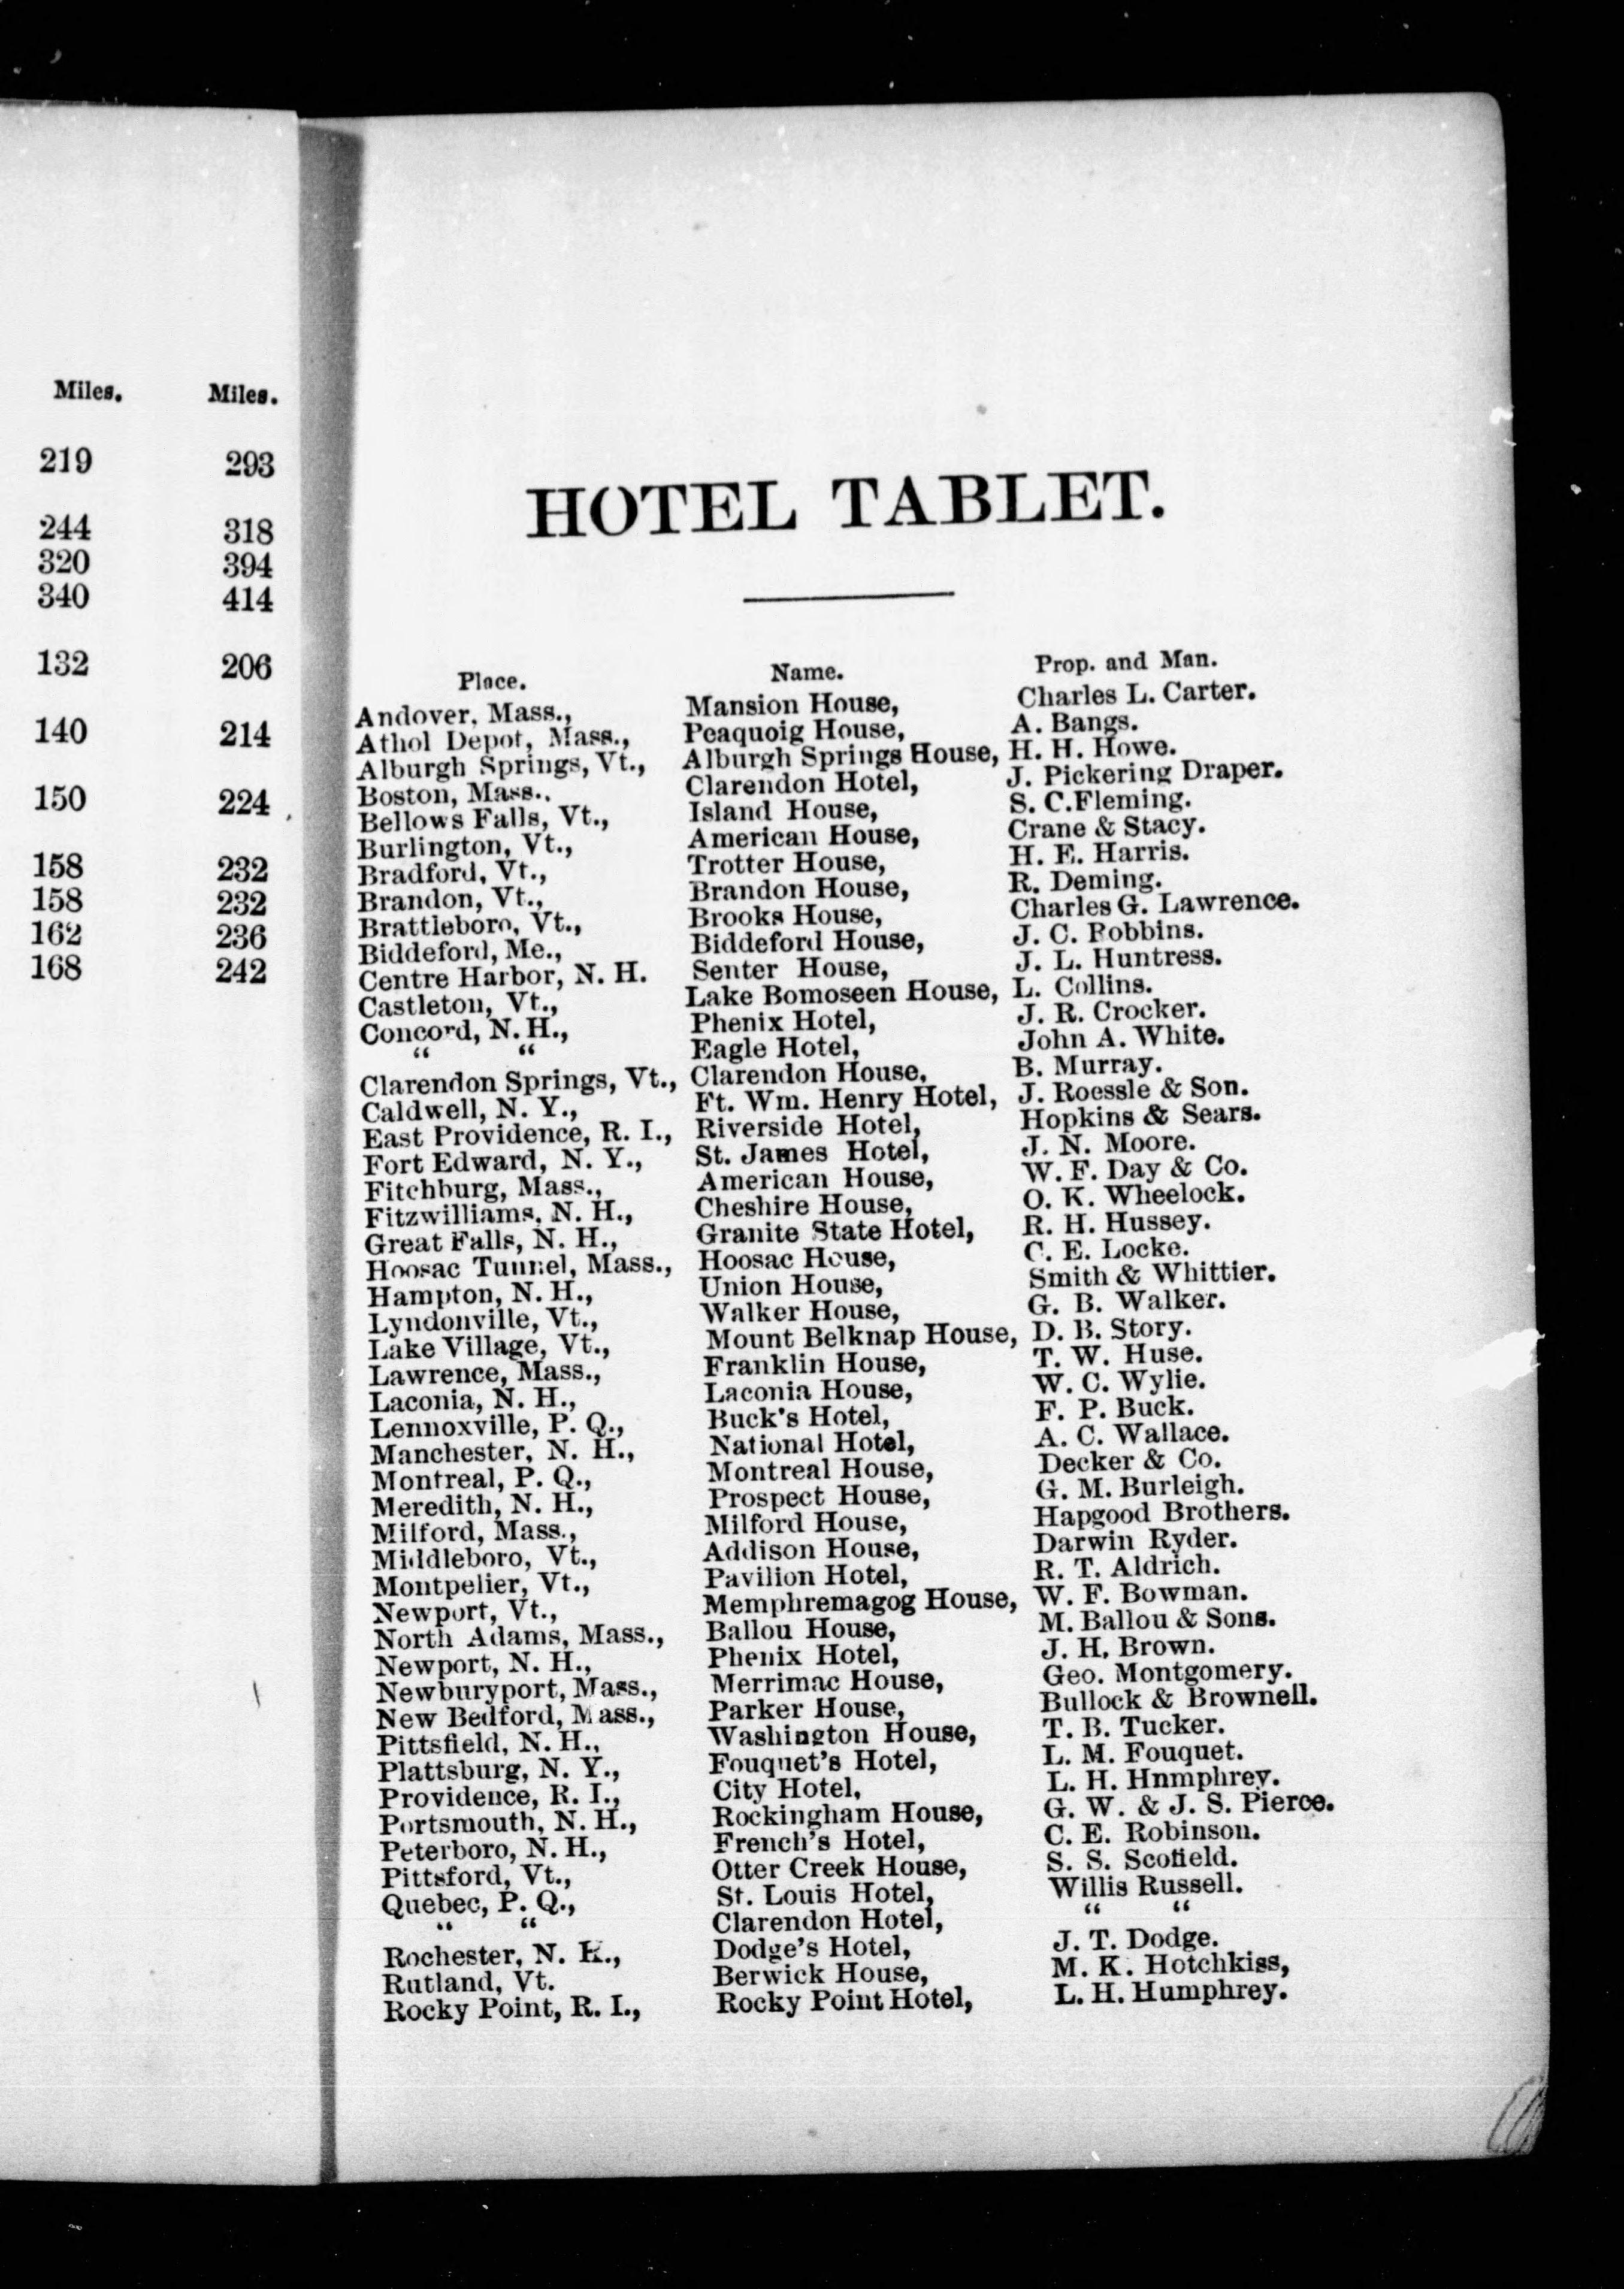 Miles. Miles.
219 293
244 318
320 394
340 414
132 206
140 214
150 224
158 232
158 232
162 236
168 242
HOTEL TABLET.
Place. Name. Prop. and Man.
Andover, Mass., Mansion House, Charles L. Carter.
Athol Depot, Mass., Peaquoig House, A. Bangs.
Alburgh Springs, Vt., Alburgh Springs House, H. H. Howe.
Boston, Mass., Clarendon Hotel, J. Pickering Draper.
Bellows Falls, Vt., Island House, S. C.Fleming.
Burlington, Vt., American House, Crane & Stacy.
Bradford, Vt., Trotter House, H. E. Harris.
Brandon, Vt., Brandon House, R. Deming.
Brattleboro, Vt., Brooks House, Charles G. Lawrence.
Biddeford, Me., Biddeford House, J. C. Robbins.
Centre Harbor, N. H. Senter House, J. L. Huntress.
Castleton, Vt., Lake Bomoseen House, L. Collins.
Concord, N. H., Phenix Hotel, J. R. Crocker.
“ “ Eagle Hotel, John A. White.
Clarendon Springs, Vt., Clarendon House, B. Murray.
Caldwell, N. Y., Ft. Wm. Henry Hotel, J. Roessle & Son.
East Providence, R. I., Riverside Hotel, Hopkins & Sears.
Fort Edward, N. Y., St. James Hotel, J. N. Moore.
Fitchburg, Mass., American House, W. F. Day & Co.
Fitzwilliams, N. H., Cheshire House, O. K. Wheelock.
Great Falls, N. H., Granite State Hotel, R. H. Hussey.
Hoosac Tunnel, Mass., Hoosac House, C. E. Locke.
Hampton, N. H., Union House, Smith & Whittier.
Lyndonville, Vt., Walker House, G. B. Walker.
Lake Village, Vt., Mount Belknap House, D. B. Story.
Lawrence, Mass., Franklin House, T. W. Huse.
Laconia, N. H., Laconia House, W. C. Wylie.
Lennoxville, P. Q., Buck's Hotel, F. P. Buck.
Manchester, N. H., National Hotel, A. C. Wallace.
Montreal, P. Q., Montreal House, Decker & Co.
Meredith, N. H., Prospect House, G. M. Burleigh.
Milford, Mass., Milford House, Hapgood Brothers.
Middleboro, Vt., Addison House, Darwin Ryder.
Montpelier, Vt., Pavilion Hotel, R. T. Aldrich.
Newport, Vt., Memphremagog House, W. F. Bowman.
North Adams, Mass., Ballou House, M. Ballou & Sons.
Newport, N. H., Phenix Hotel, J. H. Brown.
Newburyport, Mass., Merrimac House, Geo. Montgomery.
New Bedford, Mass., Parker House, Bullock & Brownell.
Pittsfield, N. H., Washington House, T. B. Tucker.
Plattsburg, N. Y., Fouquet's Hotel, L. M. Fouquet.
Providence, R. I., City Hotel, L. H. Hnmphrey.
Portsmouth, N. H., Rockingham House, G. W. & J. S. Pierce.
Peterboro, N. H., French's Hotel, C. E. Robinson.
Pittsford, Vt., Otter Creek House, S. S. Scofield.
Quebec, P. Q., St. Louis Hotel, Willis Russell.
“ “ Clarendon Hotel, “ “
Rochester, N. H., Dodge's Hotel, J. T. Dodge.
Rutland, Vt. Berwick House, M. K. Hotchkiss,
Rocky Point, R. I., Rocky Point Hotel, L. H. Humphrey.